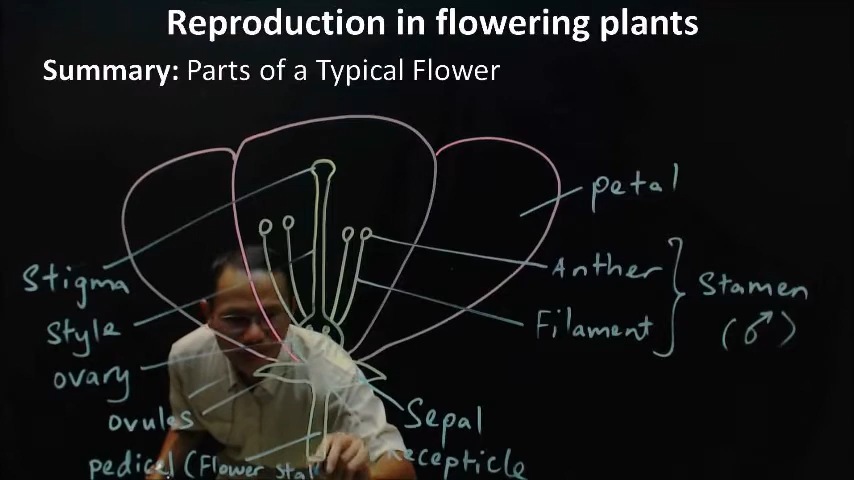 Reproduction in flowering plants
Summary: Parts of a Typical Flower
petal
Stigma
Anther
Stamen
Style
Filament
(♂)
ovary
ovules
Sepal
pedicel (Flower Stal
ecepticle